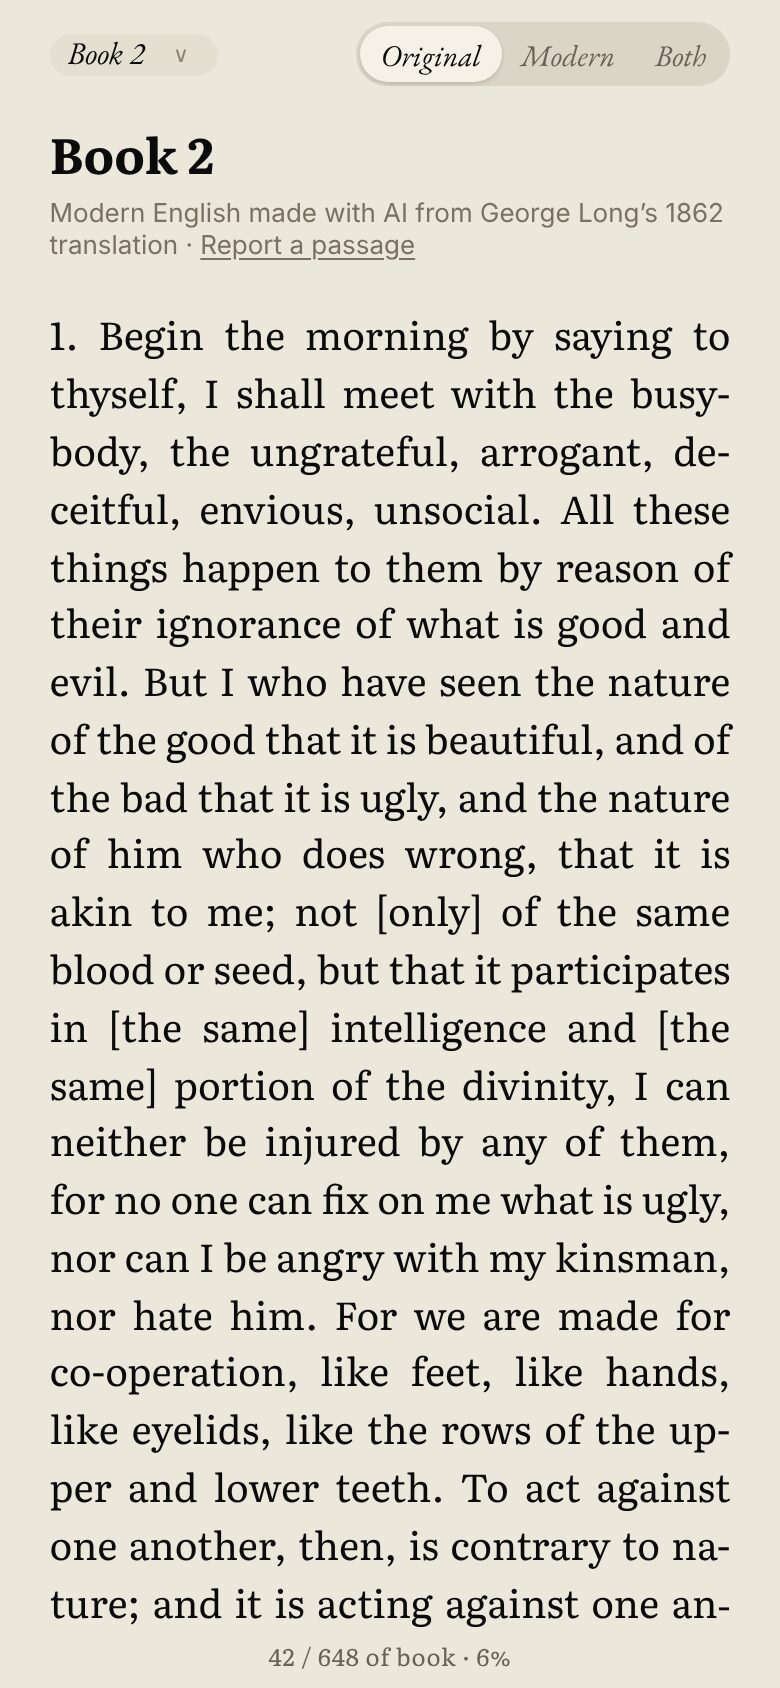 Book 2 ∨
Original Modern Both
Book 2
Modern English made with AI from George Long’s 1862
translation · Report a passage
1. Begin the morning by saying to
thyself, I shall meet with the busy-
body, the ungrateful, arrogant, de-
ceitful, envious, unsocial. All these
things happen to them by reason of
their ignorance of what is good and
evil. But I who have seen the nature
of the good that it is beautiful, and of
the bad that it is ugly, and the nature
of him who does wrong, that it is
akin to me; not [only] of the same
blood or seed, but that it participates
in [the same] intelligence and [the
same] portion of the divinity, I can
neither be injured by any of them,
for no one can fix on me what is ugly,
nor can I be angry with my kinsman,
nor hate him. For we are made for
co-operation, like feet, like hands,
like eyelids, like the rows of the up-
per and lower teeth. To act against
one another, then, is contrary to na-
ture; and it is acting against one an-
42 / 648 of book · 6%